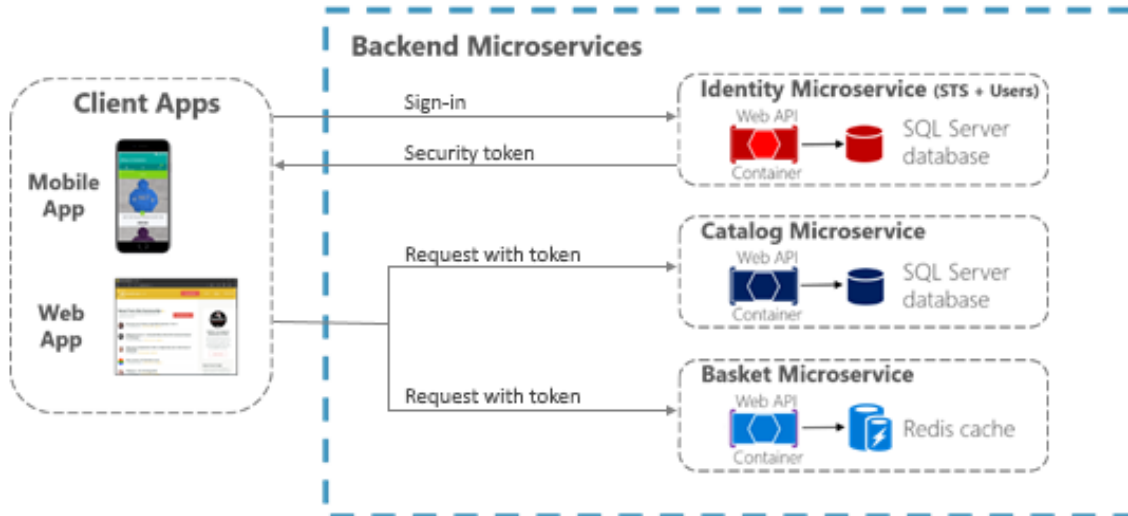 Backend Microservices
Client Apps
Mobile
App
Web
App
Sign-in
Security token
Request with token
Request with token
Identity Microservice (STS + Users)
Web API
Container
SQL Server
database
Catalog Microservice
Web API
Container
SQL Server
database
Basket Microservice
Web API
Container
Redis cache